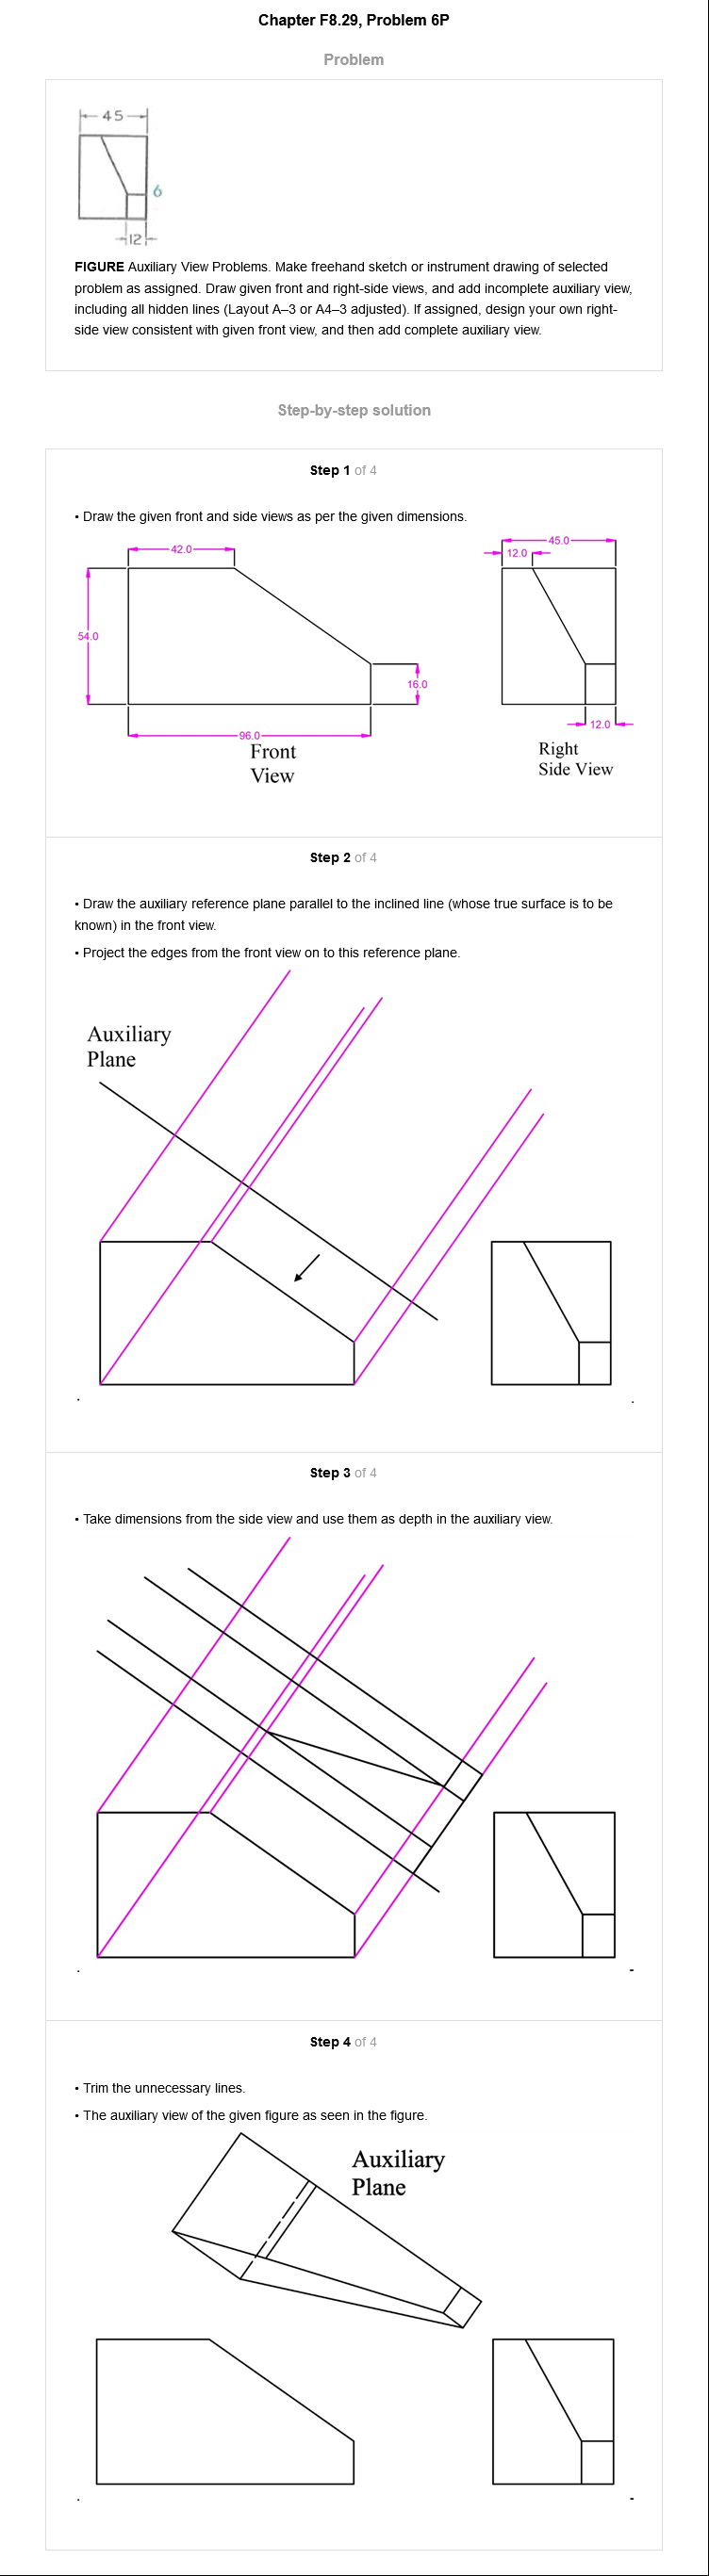 Chapter F8.29, Problem 6P
Problem
45
6
12
FIGURE Auxiliary View Problems. Make freehand sketch or instrument drawing of selected
problem as assigned. Draw given front and right-side views, and add incomplete auxiliary view,
including all hidden lines (Layout A–3 or A4–3 adjusted). If assigned, design your own right-
side view consistent with given front view, and then add complete auxiliary view.
Step-by-step solution
Step 1 of 4
• Draw the given front and side views as per the given dimensions.
42.0
45.0
12.0
54.0
16.0
96.0
12.0
Front
View
Right
Side View
Step 2 of 4
• Draw the auxiliary reference plane parallel to the inclined line (whose true surface is to be
known) in the front view.
• Project the edges from the front view on to this reference plane.
Auxiliary
Plane
Step 3 of 4
• Take dimensions from the side view and use them as depth in the auxiliary view.
Step 4 of 4
• Trim the unnecessary lines.
• The auxiliary view of the given figure as seen in the figure.
Auxiliary
Plane